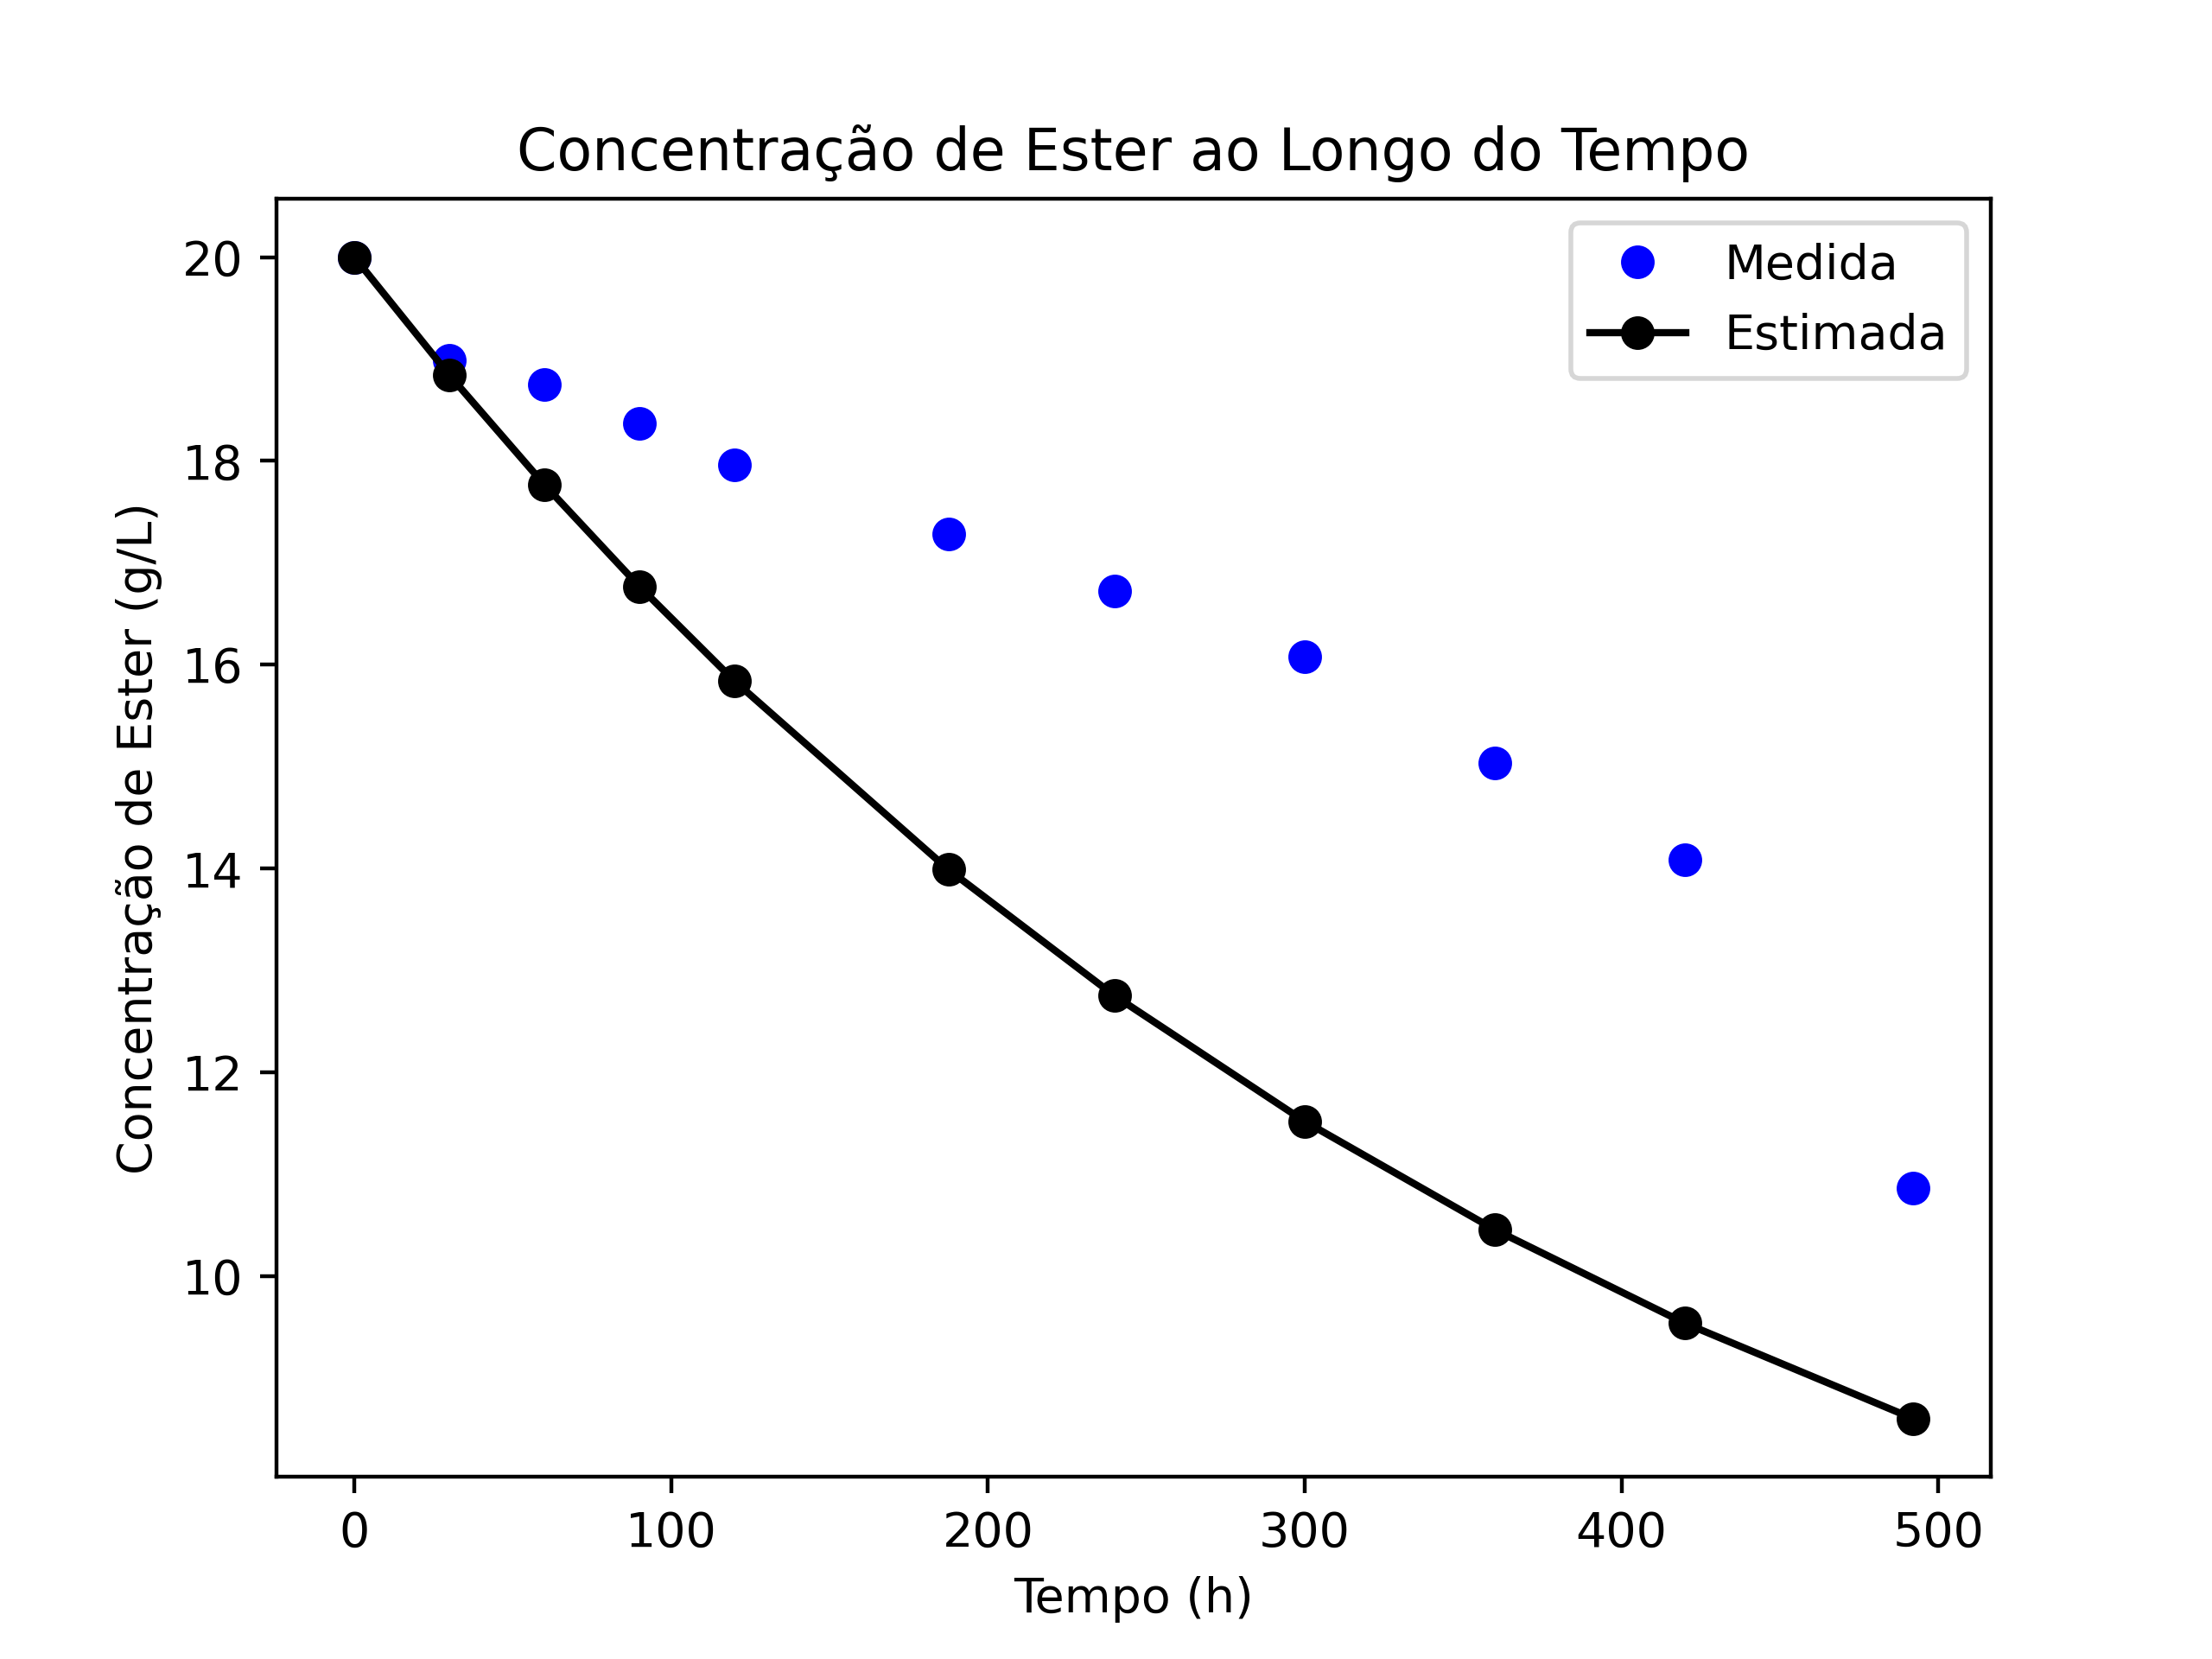 Concentração de Ester ao Longo do Tempo
Medida
Estimada
Concentração de Ester (g/L)
20
18
16
14
12
10
0 100 200 300 400 500
Tempo (h)